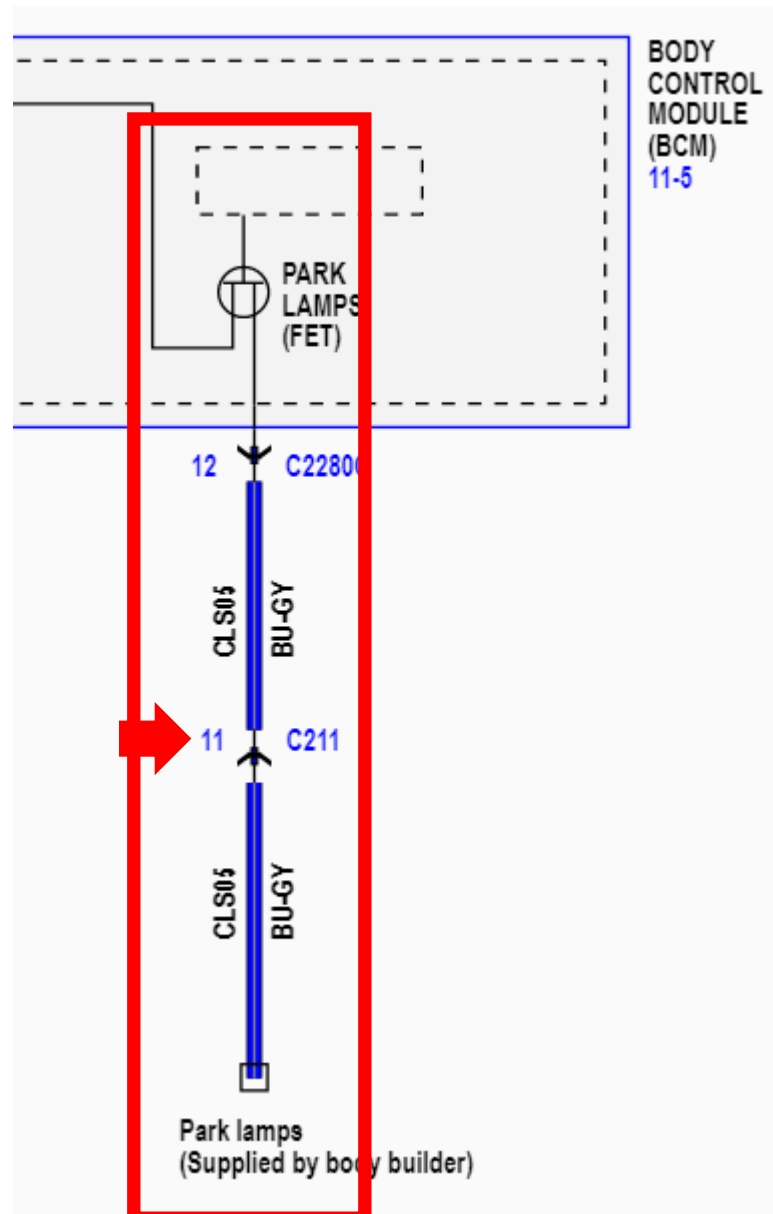 BODY
CONTROL
MODULE
(BCM)
11-5
PARK
LAMPS
(FET)
12
CLS05
BU-GY
11
C211
CLS05
BU-GY
Park lamps
(Supplied by body builder)